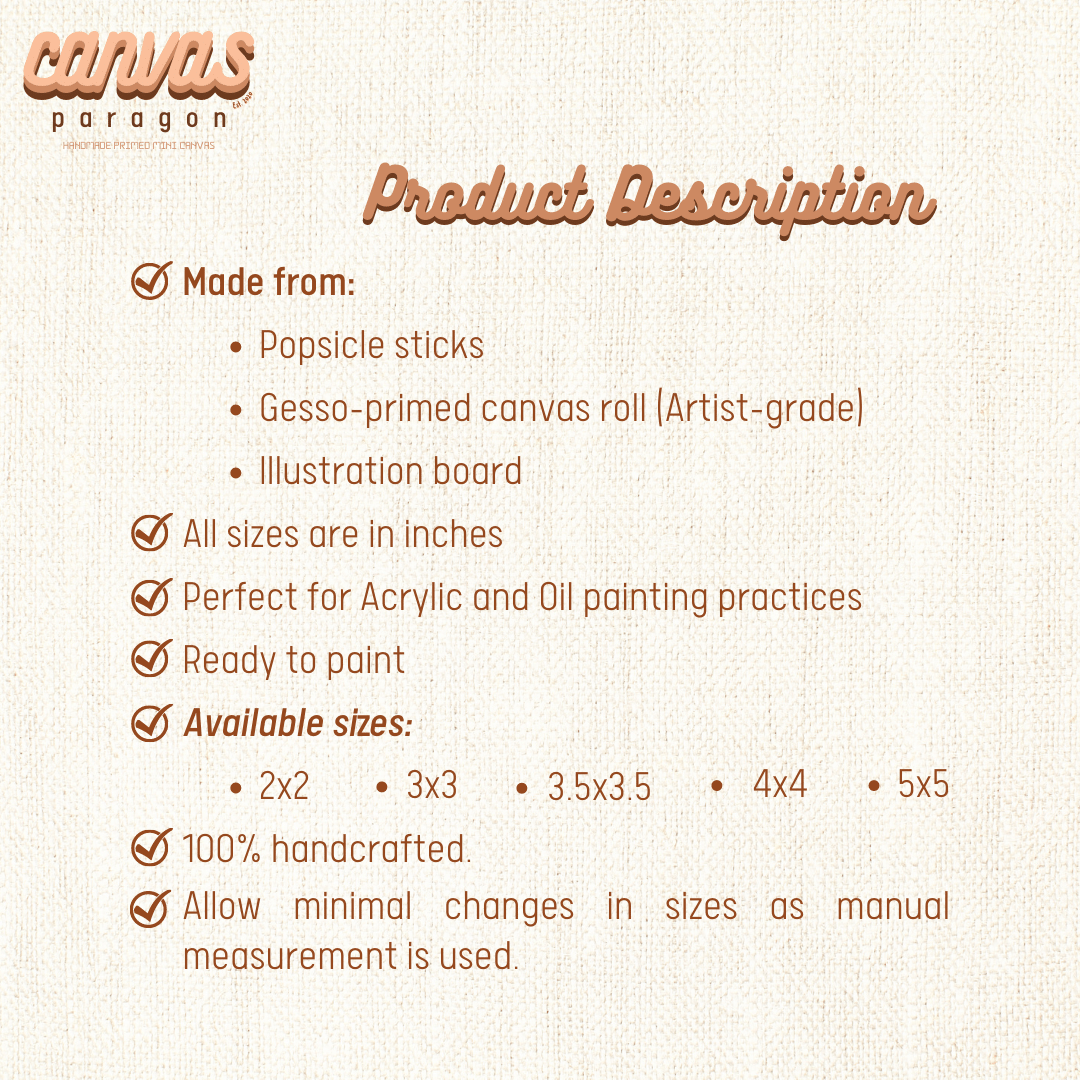 canvas
Est. 2020
paragon
HANDMADE PRIMED MINI CANVAS
Product Description
Made from:
• Popsicle sticks
• Gesso-primed canvas roll (Artist-grade)
• Illustration board
All sizes are in inches
Perfect for Acrylic and Oil painting practices
Ready to paint
Available sizes:
• 2x2 • 3x3 • 3.5x3.5 • 4x4 • 5x5
100% handcrafted.
Allow minimal changes in sizes as manual
measurement is used.